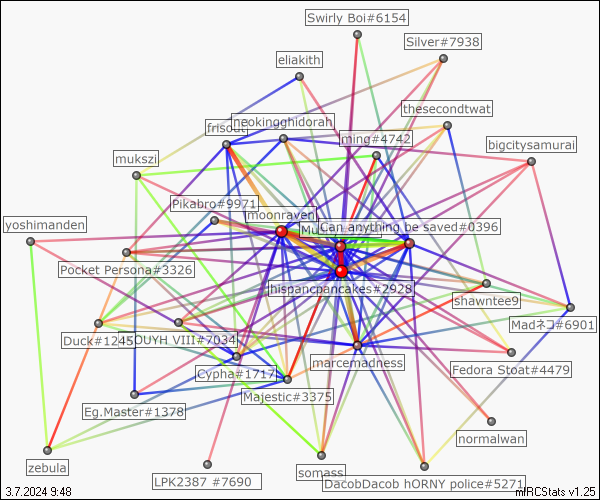 Swirly Boi#6154
Silver#7938
eliakith
thesecondtwat
neokingghidorah
frisout
ming#4742
bigcitysamurai
mukszi
Pikabro#9971
moonraven
Can anything be saved#0396
yoshimanden
Pocket Persona#3326
hispancpancakes#2928
shawntee9
Madネコ#6901
Duck#1245
OUYH_VIII#7034
Cypha#1717
marcemadness
Fedora Stoat#4479
Majestic#3375
Eg.Master#1378
normalwan
zebula
LPK2387 #7690
somass
DacobDacob hORNY police#5271
3.7.2024 9:48
mIRCStats v1.25